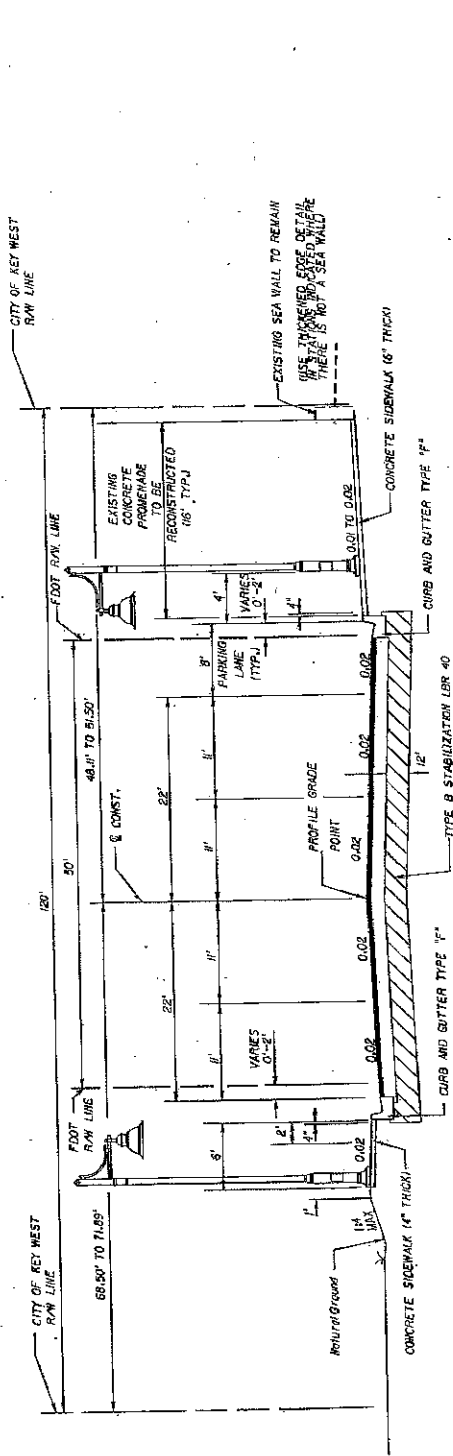 CITY OF KEY WEST
R/W LINE
CITY OF KEY WEST
R/W LINE
120'
FDOT R/W LINE
50'
48.11' TO 51.50'
68.50' TO 71.89'
FDOT
R/W LINE
℄ CONST.
22'
22'
11'
11'
11'
11'
8'
PARKING
LANE
(TYP.)
VARIES
0'-2'
VARIES
0'-2'
4'
4"
EXISTING
CONCRETE
PROMENADE
TO BE
RECONSTRUCTED
(16' TYP.)
EXISTING SEA WALL TO REMAIN
(USE THICKENED EDGE DETAIL
IN STATIONS INDICATED WHERE
THERE IS NOT A SEA WALL)
6'
2'
4"
1'
1:4
MAX
Natural Ground
0.02
0.02
0.02
PROFILE GRADE
POINT
0.02
0.02
0.02
0.01 TO 0.02
12"
CONCRETE SIDEWALK (4" THICK)
CURB AND GUTTER TYPE "F"
TYPE B STABILIZATION LBR 40
CURB AND GUTTER TYPE "F"
CONCRETE SIDEWALK (6" THICK)